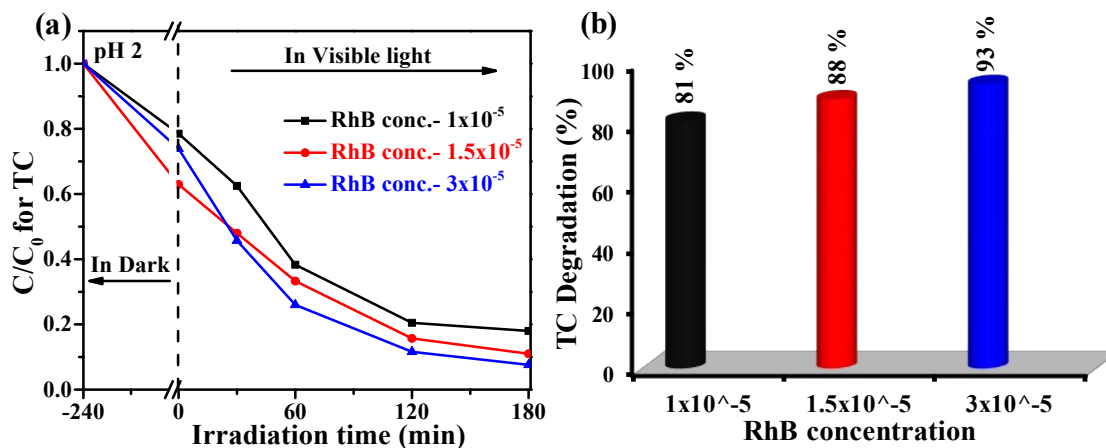 (a)
pH 2
In Visible light
RhB conc.- 1x10⁻⁵
RhB conc.- 1.5x10⁻⁵
RhB conc.- 3x10⁻⁵
In Dark
C/C₀ for TC
1.0
0.8
0.6
0.4
0.2
0.0
-240 0 60 120 180
Irradiation time (min)
(b)
81 %
88 %
93 %
TC Degradation (%)
100
80
60
40
20
0
1x10^-5 1.5x10^-5 3x10^-5
RhB concentration